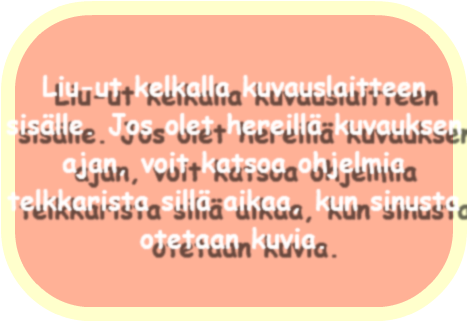 Liu-ut kelkalla kuvauslaitteen
sisälle. Jos olet hereillä kuvauksen
ajan, voit katsoa ohjelmia
telkkarista sillä aikaa, kun sinusta
otetaan kuvia.